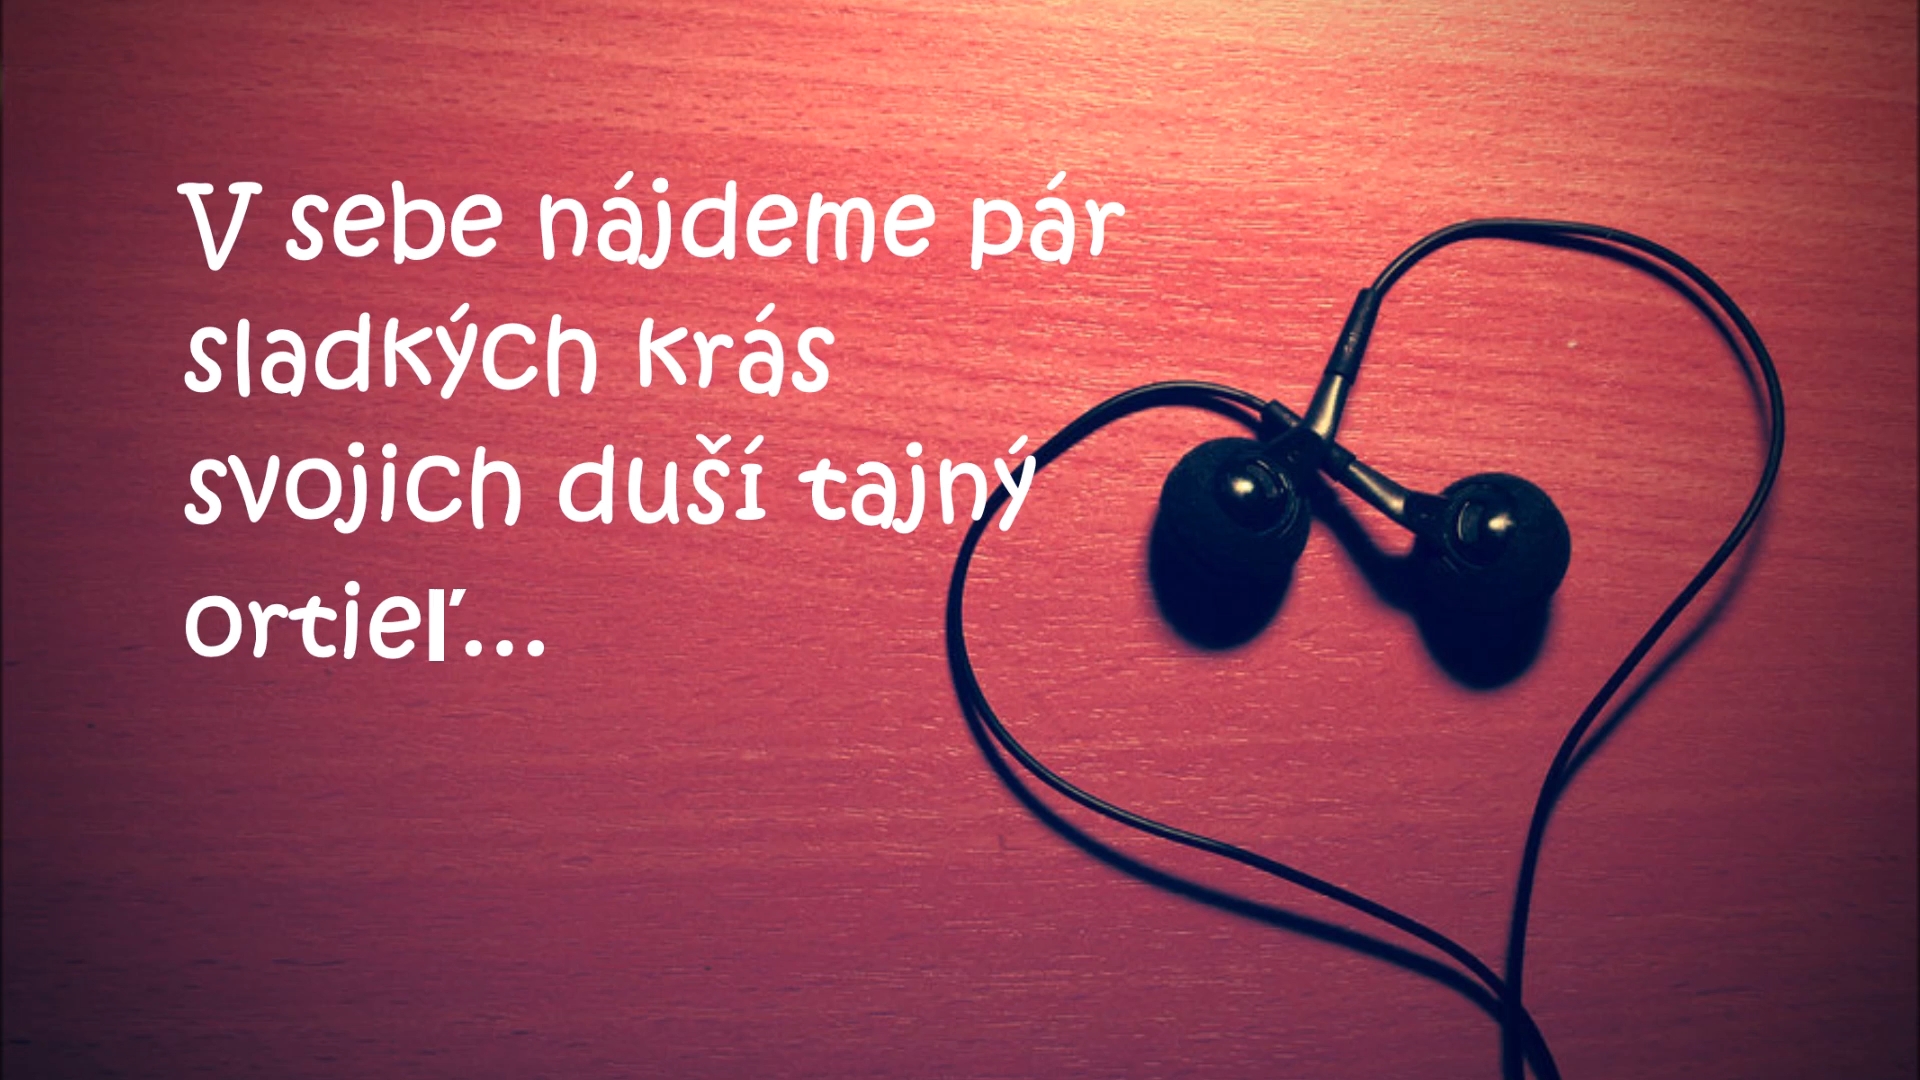 V sebe nájdeme pár
sladkých krás
svojich duší tajný
ortieľ...